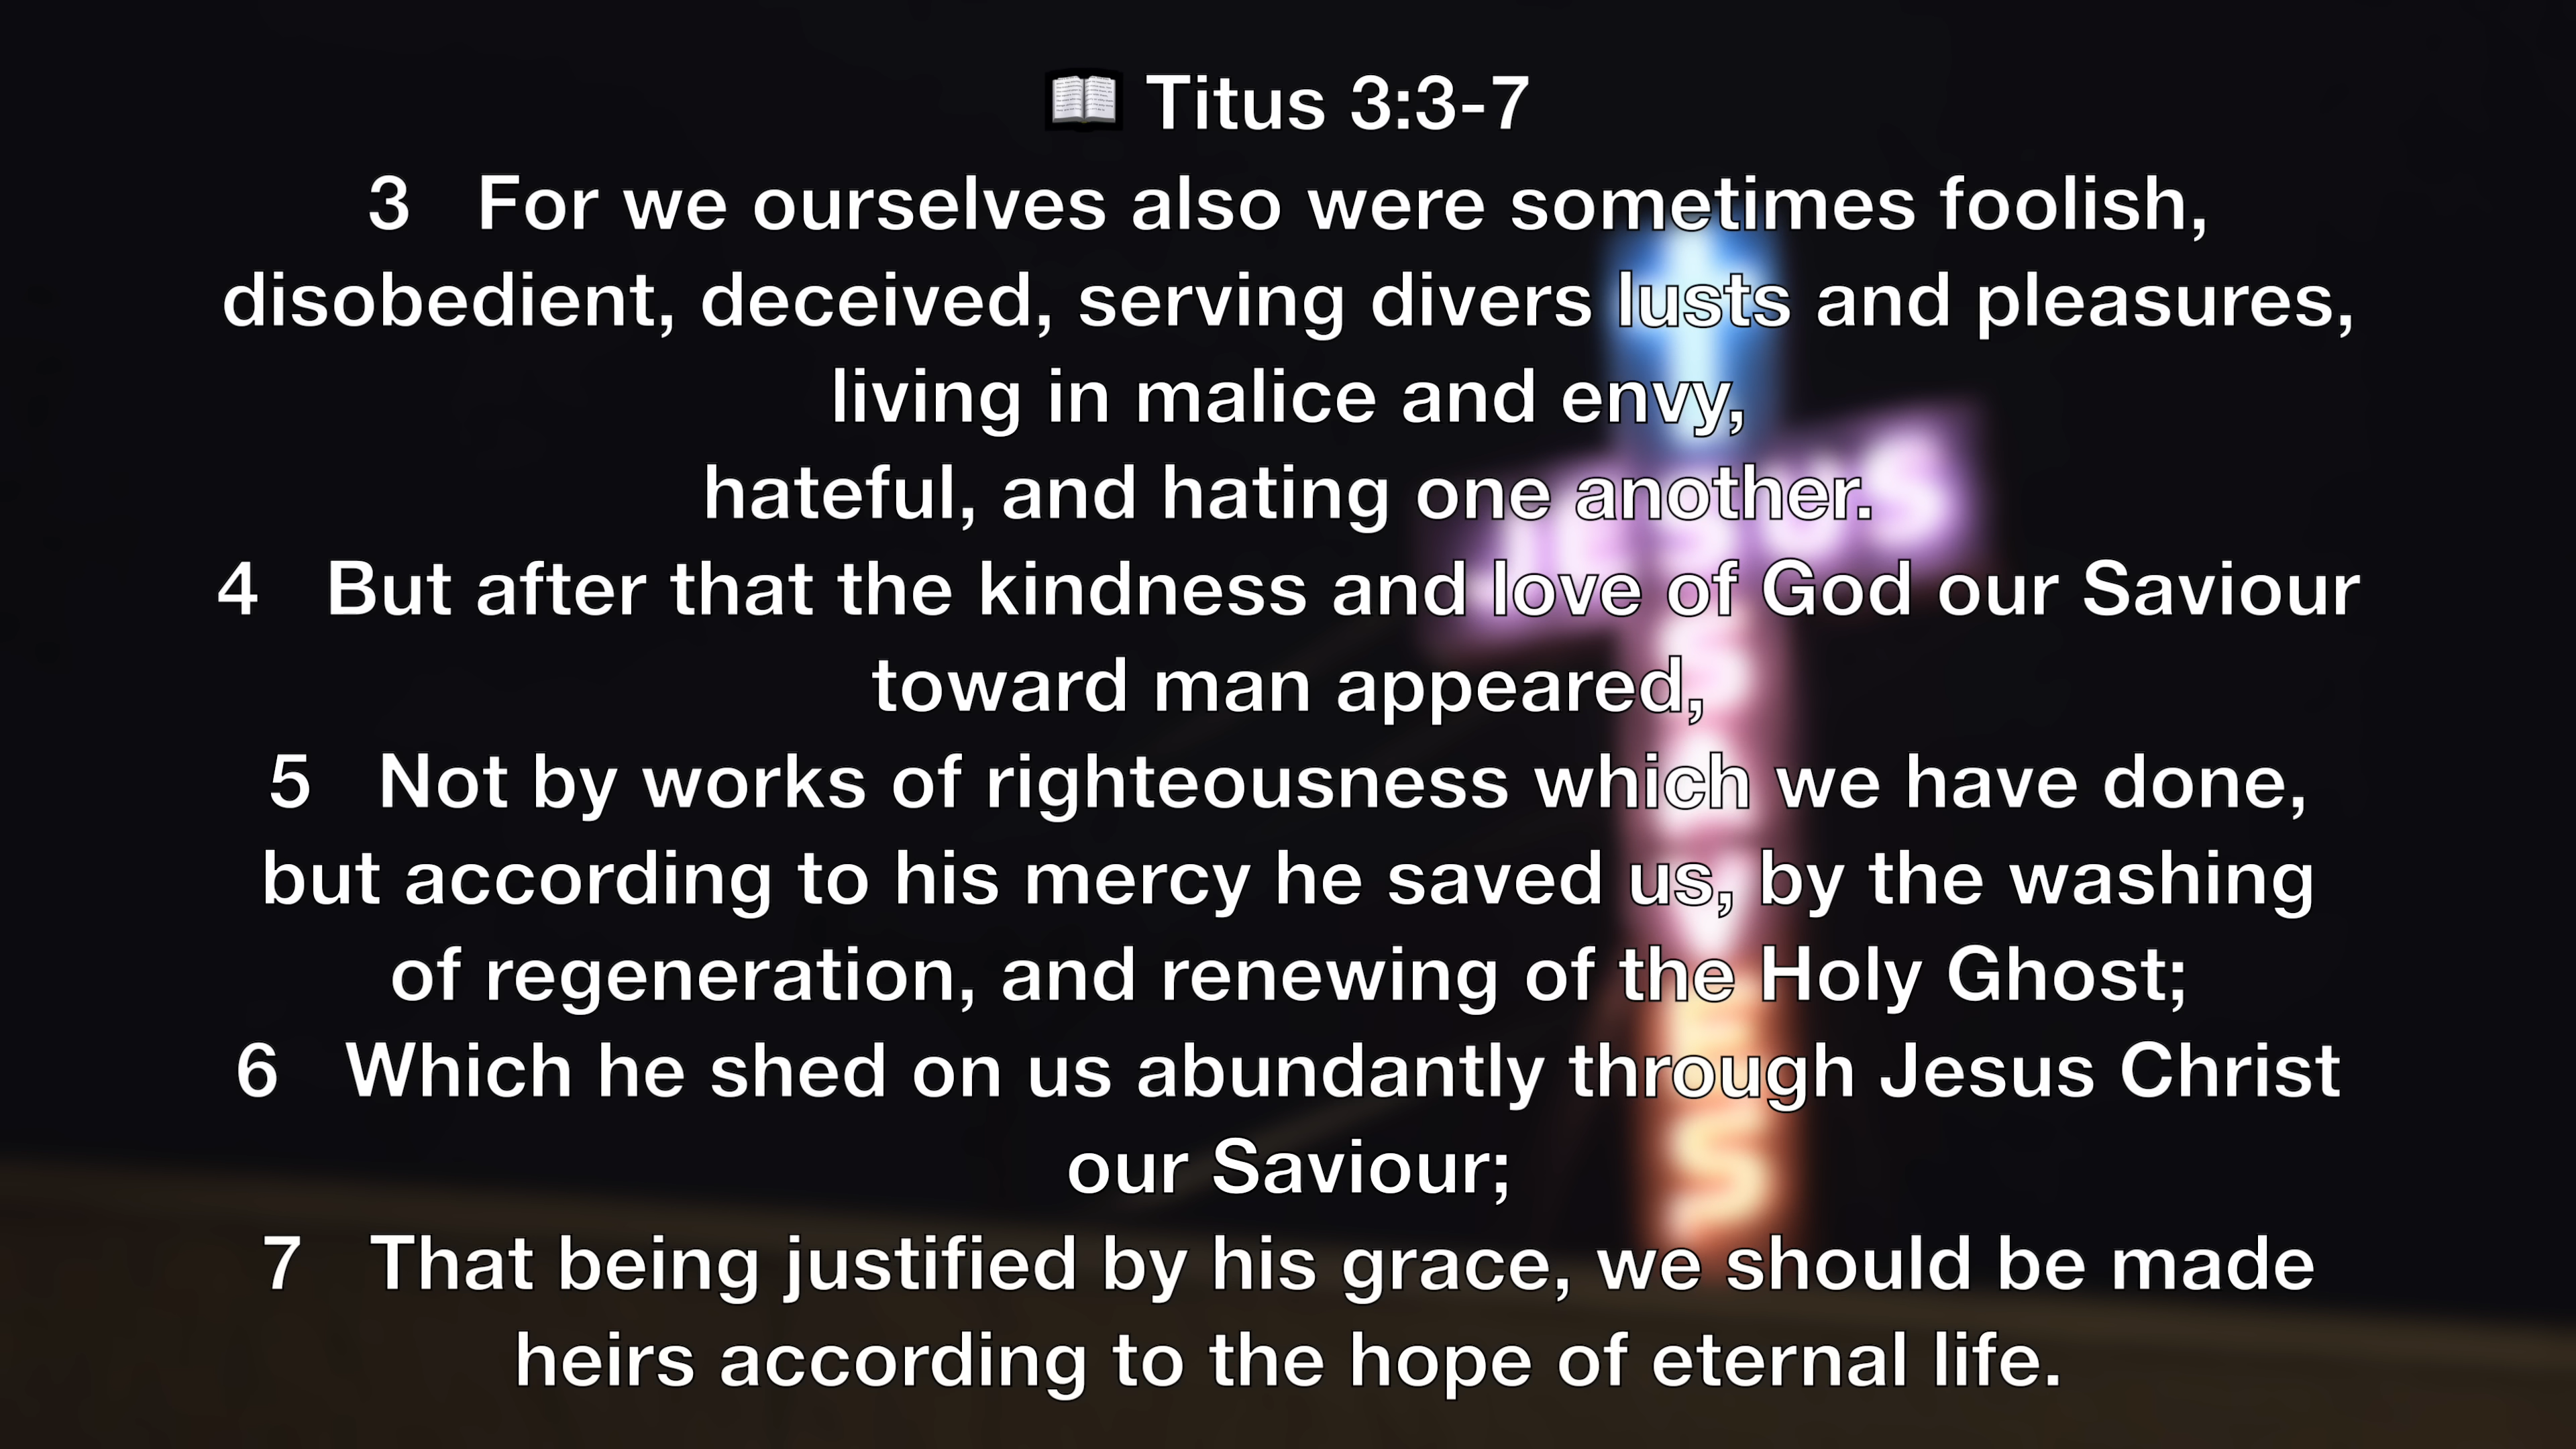 📖 Titus 3:3-7
3 For we ourselves also were sometimes foolish,
disobedient, deceived, serving divers lusts and pleasures,
living in malice and envy,
hateful, and hating one another.
4 But after that the kindness and love of God our Saviour
toward man appeared,
5 Not by works of righteousness which we have done,
but according to his mercy he saved us, by the washing
of regeneration, and renewing of the Holy Ghost;
6 Which he shed on us abundantly through Jesus Christ
our Saviour;
7 That being justified by his grace, we should be made
heirs according to the hope of eternal life.
JESUS
SAVES